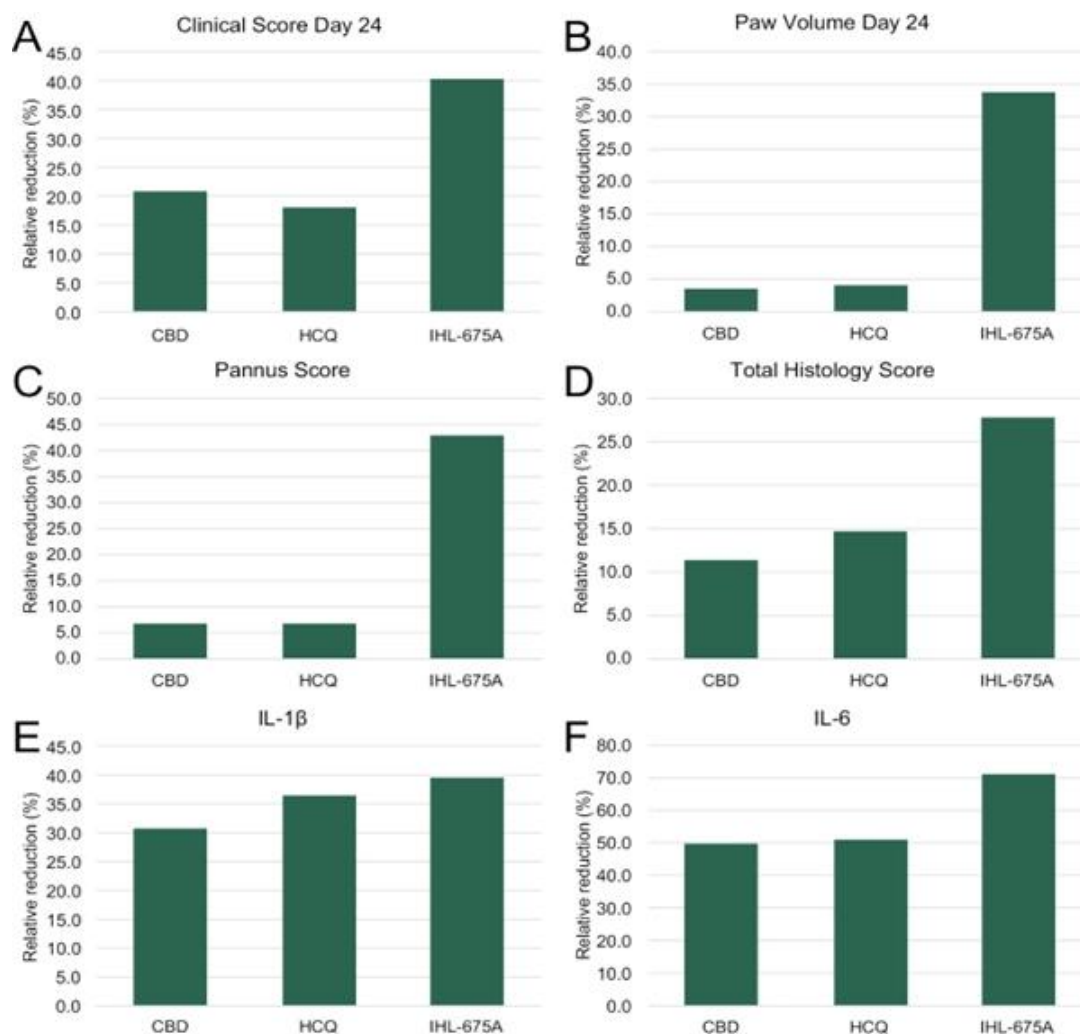 A
Clinical Score Day 24
Relative reduction (%)
45.0
40.0
35.0
30.0
25.0
20.0
15.0
10.0
5.0
0.0
CBD HCQ IHL-675A
B
Paw Volume Day 24
Relative reduction (%)
40.0
35.0
30.0
25.0
20.0
15.0
10.0
5.0
0.0
CBD HCQ IHL-675A
C
Pannus Score
Relative reduction (%)
50.0
45.0
40.0
35.0
30.0
25.0
20.0
15.0
10.0
5.0
0.0
CBD HCQ IHL-675A
D
Total Histology Score
Relative reduction (%)
30.0
25.0
20.0
15.0
10.0
5.0
0.0
CBD HCQ IHL-675A
E
IL-1β
Relative reduction (%)
45.0
40.0
35.0
30.0
25.0
20.0
15.0
10.0
5.0
0.0
CBD HCQ IHL-675A
F
IL-6
Relative reduction (%)
80.0
70.0
60.0
50.0
40.0
30.0
20.0
10.0
0.0
CBD HCQ IHL-675A